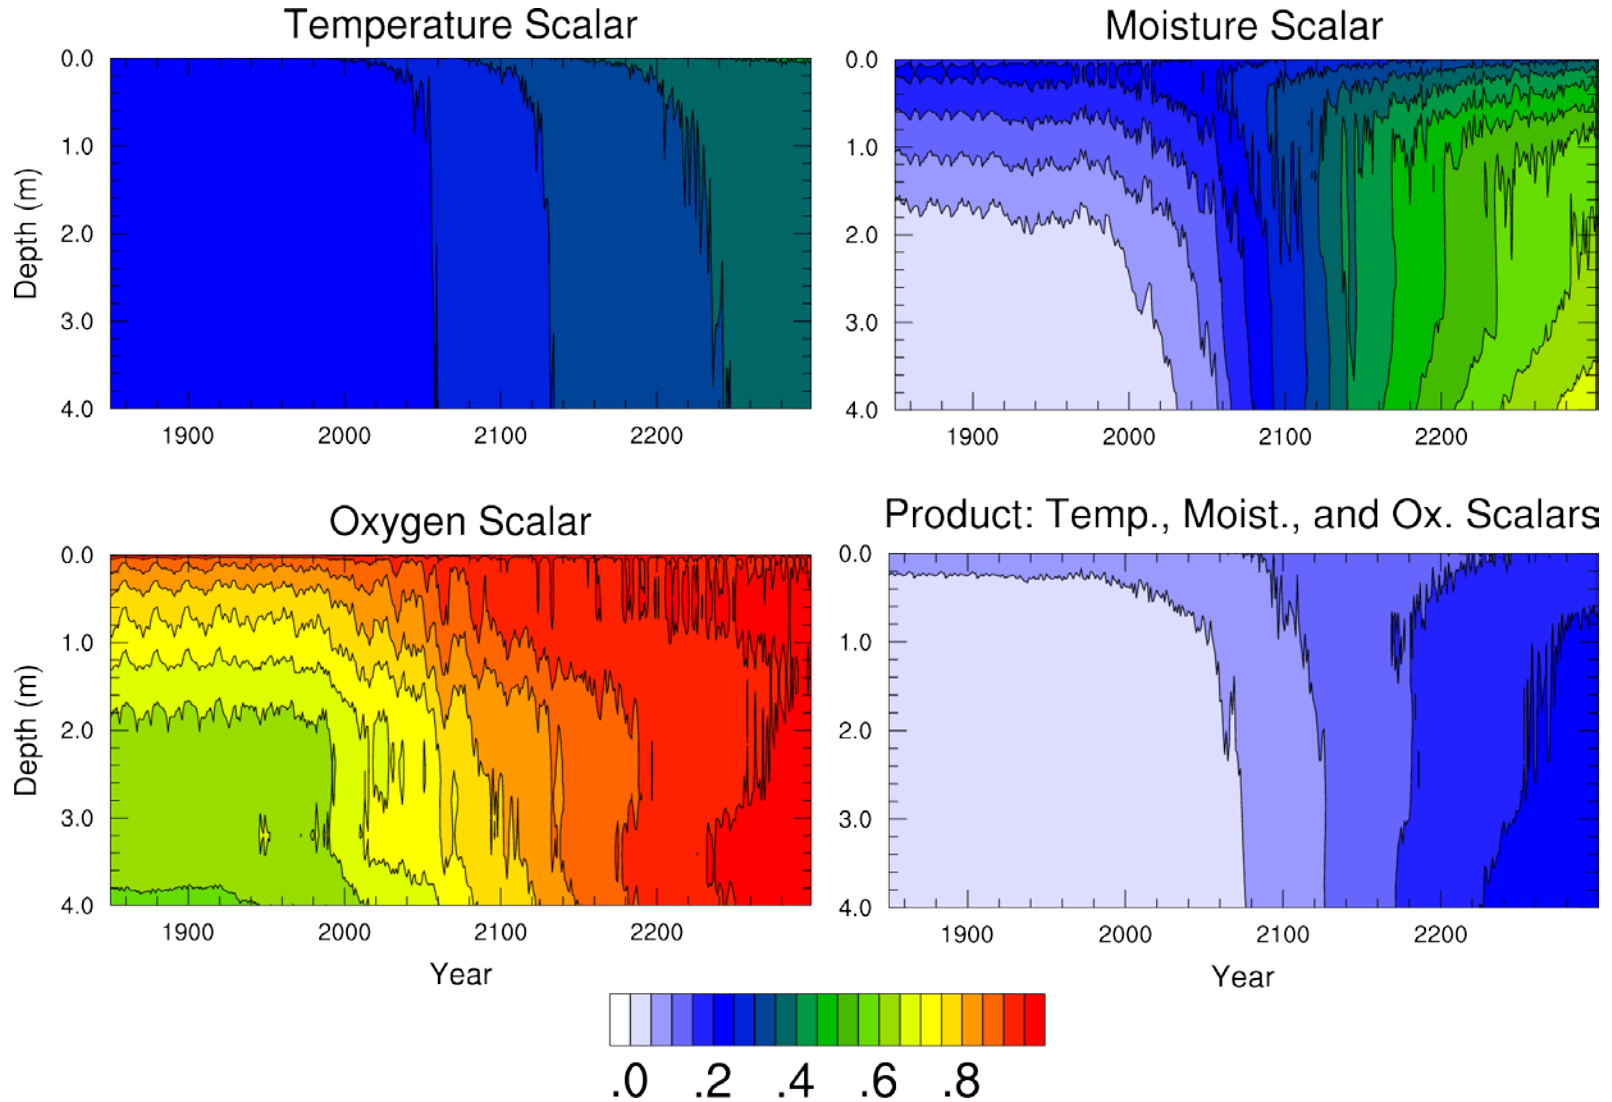 Temperature Scalar
Moisture Scalar
0.0
1.0
2.0
3.0
4.0
Depth (m)
1900 2000 2100 2200
0.0
1.0
2.0
3.0
4.0
1900 2000 2100 2200
Oxygen Scalar
Product: Temp., Moist., and Ox. Scalars
0.0
1.0
2.0
3.0
4.0
Depth (m)
1900 2000 2100 2200
Year
0.0
1.0
2.0
3.0
4.0
1900 2000 2100 2200
Year
.0 .2 .4 .6 .8